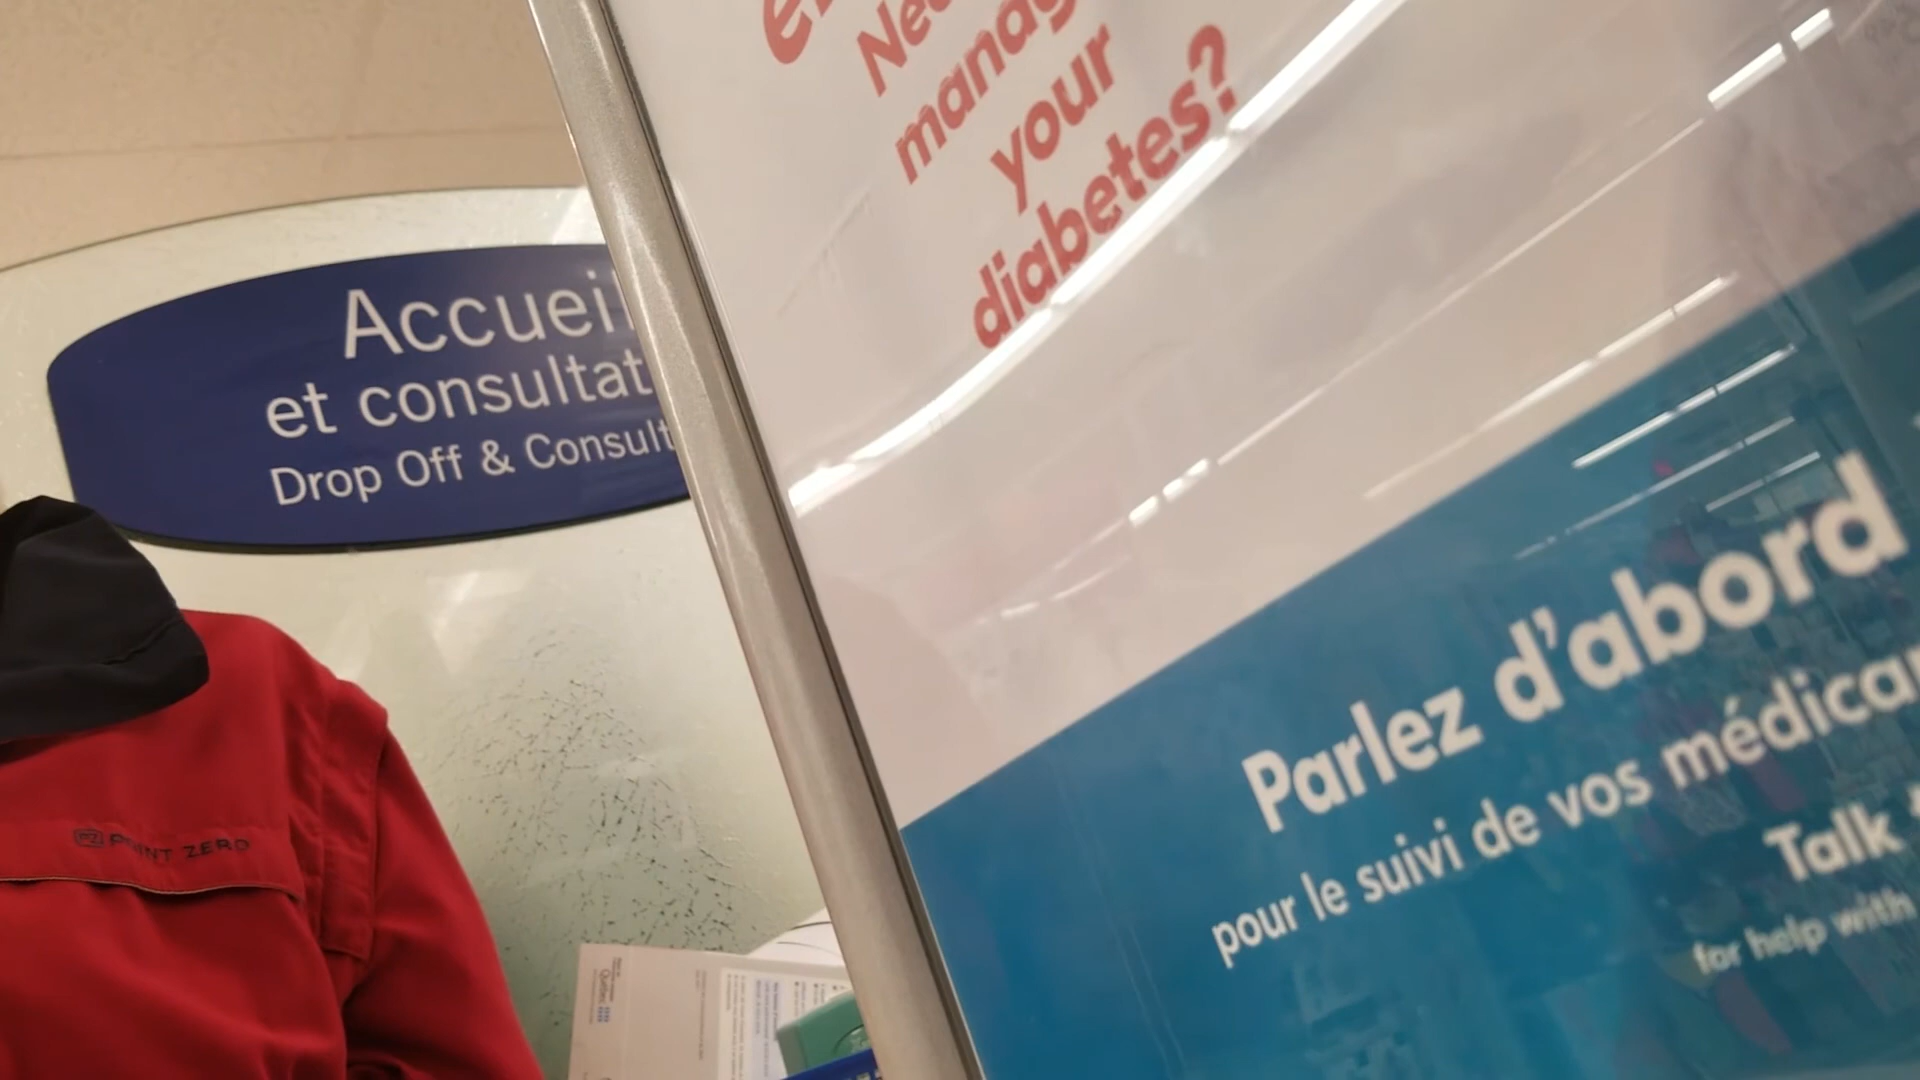 Accueil
et consultat
Drop Off & Consult
your
diabetes?
Parlez d'abord
pour le suivi de vos médica
Talk
for help with
POINT ZERO
Québec